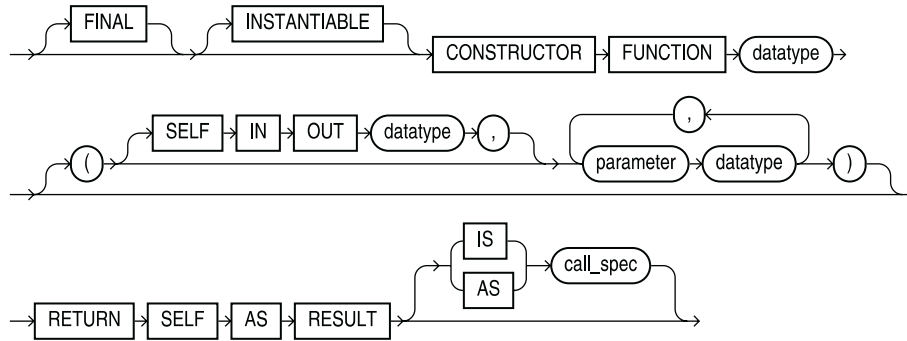 FINAL INSTANTIABLE
CONSTRUCTOR FUNCTION datatype
SELF IN OUT datatype , ,
( parameter datatype )
IS
AS call_spec
RETURN SELF AS RESULT